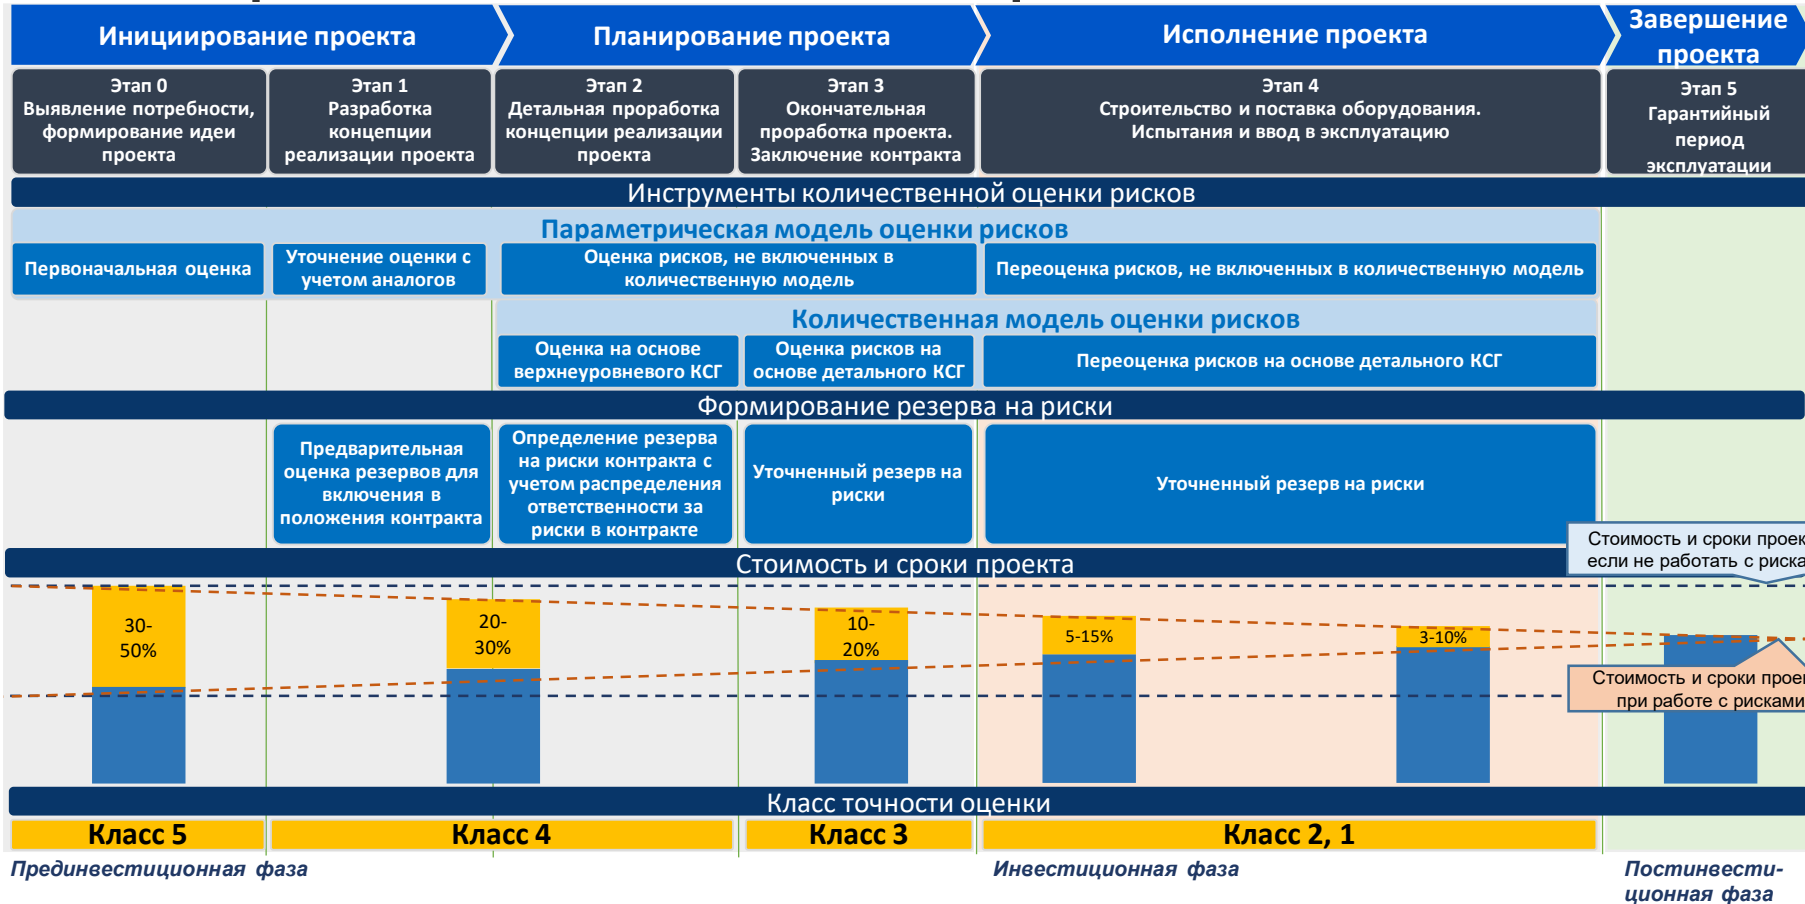 Инициирование проекта
Планирование проекта
Исполнение проекта
Завершение
проекта
Этап 0
Выявление потребности,
формирование идеи
проекта
Этап 1
Разработка
концепции
реализации проекта
Этап 2
Детальная проработка
концепции реализации
проекта
Этап 3
Окончательная
проработка проекта.
Заключение контракта
Этап 4
Строительство и поставка оборудования.
Испытания и ввод в эксплуатацию
Этап 5
Гарантийный
период
эксплуатации
Инструменты количественной оценки рисков
Параметрическая модель оценки рисков
Первоначальная оценка
Уточнение оценки с
учетом аналогов
Оценка рисков, не включенных в
количественную модель
Переоценка рисков, не включенных в количественную модель
Количественная модель оценки рисков
Оценка на основе
верхнеуровневого КСГ
Оценка рисков на
основе детального КСГ
Переоценка рисков на основе детального КСГ
Формирование резерва на риски
Предварительная
оценка резервов для
включения в
положения контракта
Определение резерва
на риски контракта с
учетом распределения
ответственности за
риски в контракте
Уточненный резерв на
риски
Уточненный резерв на риски
Стоимость и сроки проекта
Стоимость и сроки проек
если не работать с риска
30-
50%
20-
30%
10-
20%
5-15%
3-10%
Стоимость и сроки проек
при работе с рисками
Класс точности оценки
Класс 5
Класс 4
Класс 3
Класс 2, 1
Прединвестиционная фаза
Инвестиционная фаза
Постинвести-
ционная фаза